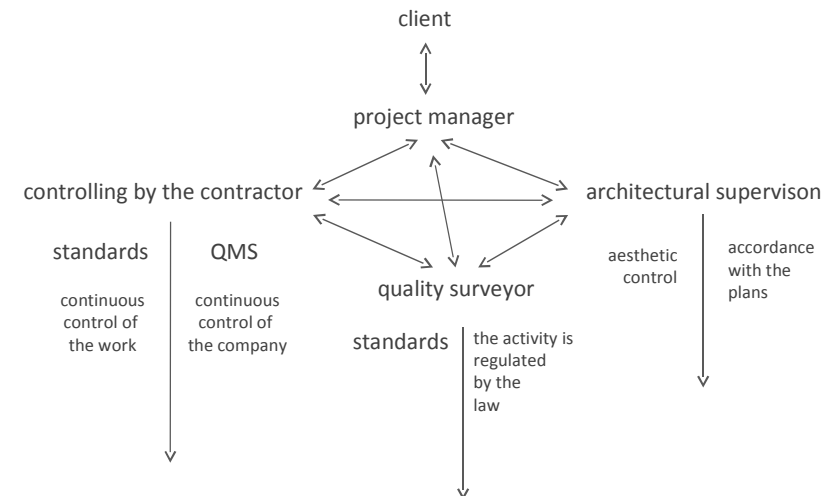 client
project manager
controlling by the contractor
architectural supervison
standards
QMS
continuous
control of
the work
continuous
control of
the company
quality surveyor
standards
the activity is
regulated
by the
law
aesthetic
control
accordance
with the
plans